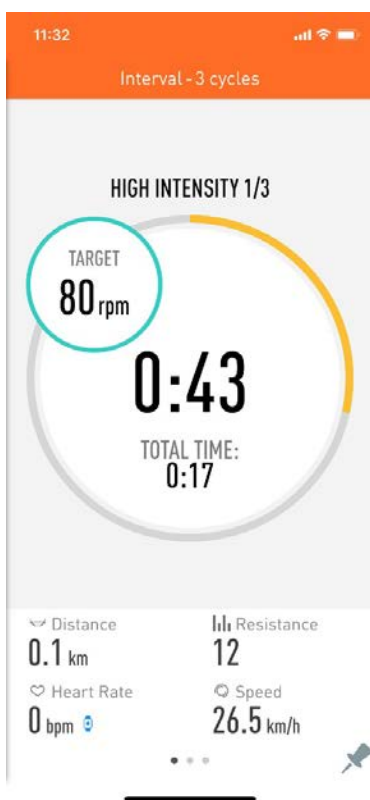 11:32
Interval - 3 cycles
HIGH INTENSITY 1/3
TARGET
80 rpm
0:43
TOTAL TIME:
0:17
Distance
0.1 km
Resistance
12
Heart Rate
0 bpm
Speed
26.5 km/h